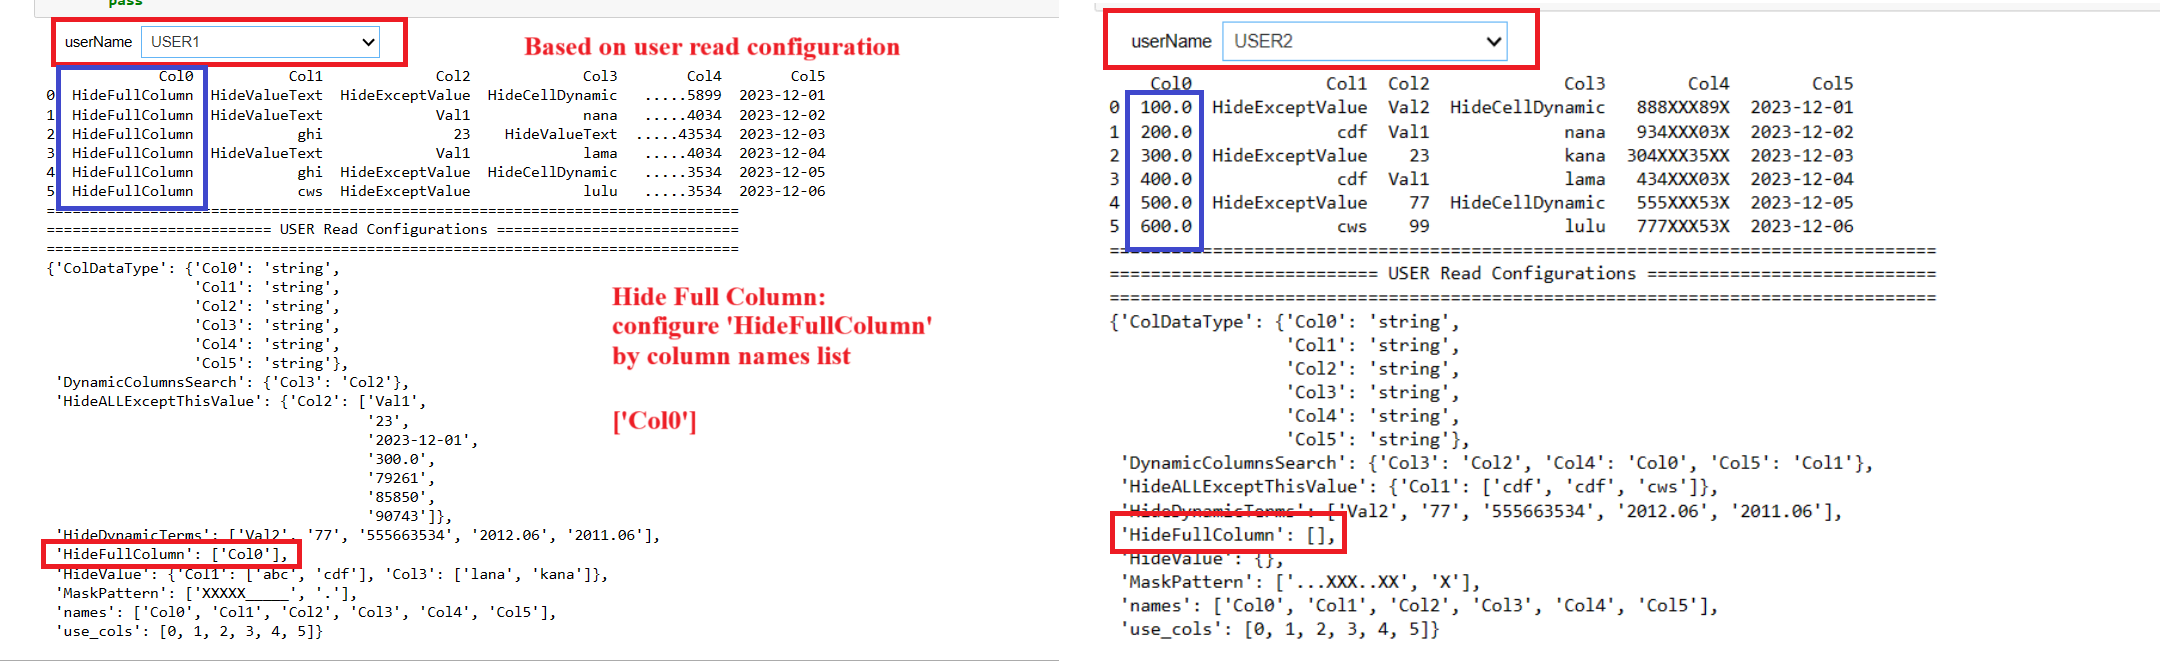 pass
userName USER1
Based on user read configuration
Col0 Col1 Col2 Col3 Col4 Col5
0 HideFullColumn HideValueText HideExceptValue HideCellDynamic .....5899 2023-12-01
1 HideFullColumn HideValueText Val1 nana .....4034 2023-12-02
2 HideFullColumn ghi 23 HideValueText .....43534 2023-12-03
3 HideFullColumn HideValueText Val1 lama .....4034 2023-12-04
4 HideFullColumn ghi HideExceptValue HideCellDynamic .....3534 2023-12-05
5 HideFullColumn cws HideExceptValue lulu .....3534 2023-12-06
================================================================================
========================== USER Read Configurations ============================
================================================================================
{'ColDataType': {'Col0': 'string',
'Col1': 'string',
'Col2': 'string',
'Col3': 'string',
'Col4': 'string',
'Col5': 'string'},
'DynamicColumnsSearch': {'Col3': 'Col2'},
'HideALLExceptThisValue': {'Col2': ['Val1',
'23',
'2023-12-01',
'300.0',
'79261',
'85850',
'90743']},
'HideDynamicTerms': ['Val2', '77', '555663534', '2012.06', '2011.06'],
'HideFullColumn': ['Col0'],
'HideValue': {'Col1': ['abc', 'cdf'], 'Col3': ['lana', 'kana']},
'MaskPattern': ['XXXXX_____', '.'],
'names': ['Col0', 'Col1', 'Col2', 'Col3', 'Col4', 'Col5'],
'use_cols': [0, 1, 2, 3, 4, 5]}
Hide Full Column:
configure 'HideFullColumn'
by column names list
['Col0']
userName USER2
Col0 Col1 Col2 Col3 Col4 Col5
0 100.0 HideExceptValue Val2 HideCellDynamic 888XXX89X 2023-12-01
1 200.0 cdf Val1 nana 934XXX03X 2023-12-02
2 300.0 HideExceptValue 23 kana 304XXX35XX 2023-12-03
3 400.0 cdf Val1 lama 434XXX03X 2023-12-04
4 500.0 HideExceptValue 77 HideCellDynamic 555XXX53X 2023-12-05
5 600.0 cws 99 lulu 777XXX53X 2023-12-06
================================================================================
========================== USER Read Configurations ============================
================================================================================
{'ColDataType': {'Col0': 'string',
'Col1': 'string',
'Col2': 'string',
'Col3': 'string',
'Col4': 'string',
'Col5': 'string'},
'DynamicColumnsSearch': {'Col3': 'Col2', 'Col4': 'Col0', 'Col5': 'Col1'},
'HideALLExceptThisValue': {'Col1': ['cdf', 'cdf', 'cws']},
'HideDynamicTerms': ['Val2', '77', '555663534', '2012.06', '2011.06'],
'HideFullColumn': [],
'HideValue': {},
'MaskPattern': ['...XXX..XX', 'X'],
'names': ['Col0', 'Col1', 'Col2', 'Col3', 'Col4', 'Col5'],
'use_cols': [0, 1, 2, 3, 4, 5]}